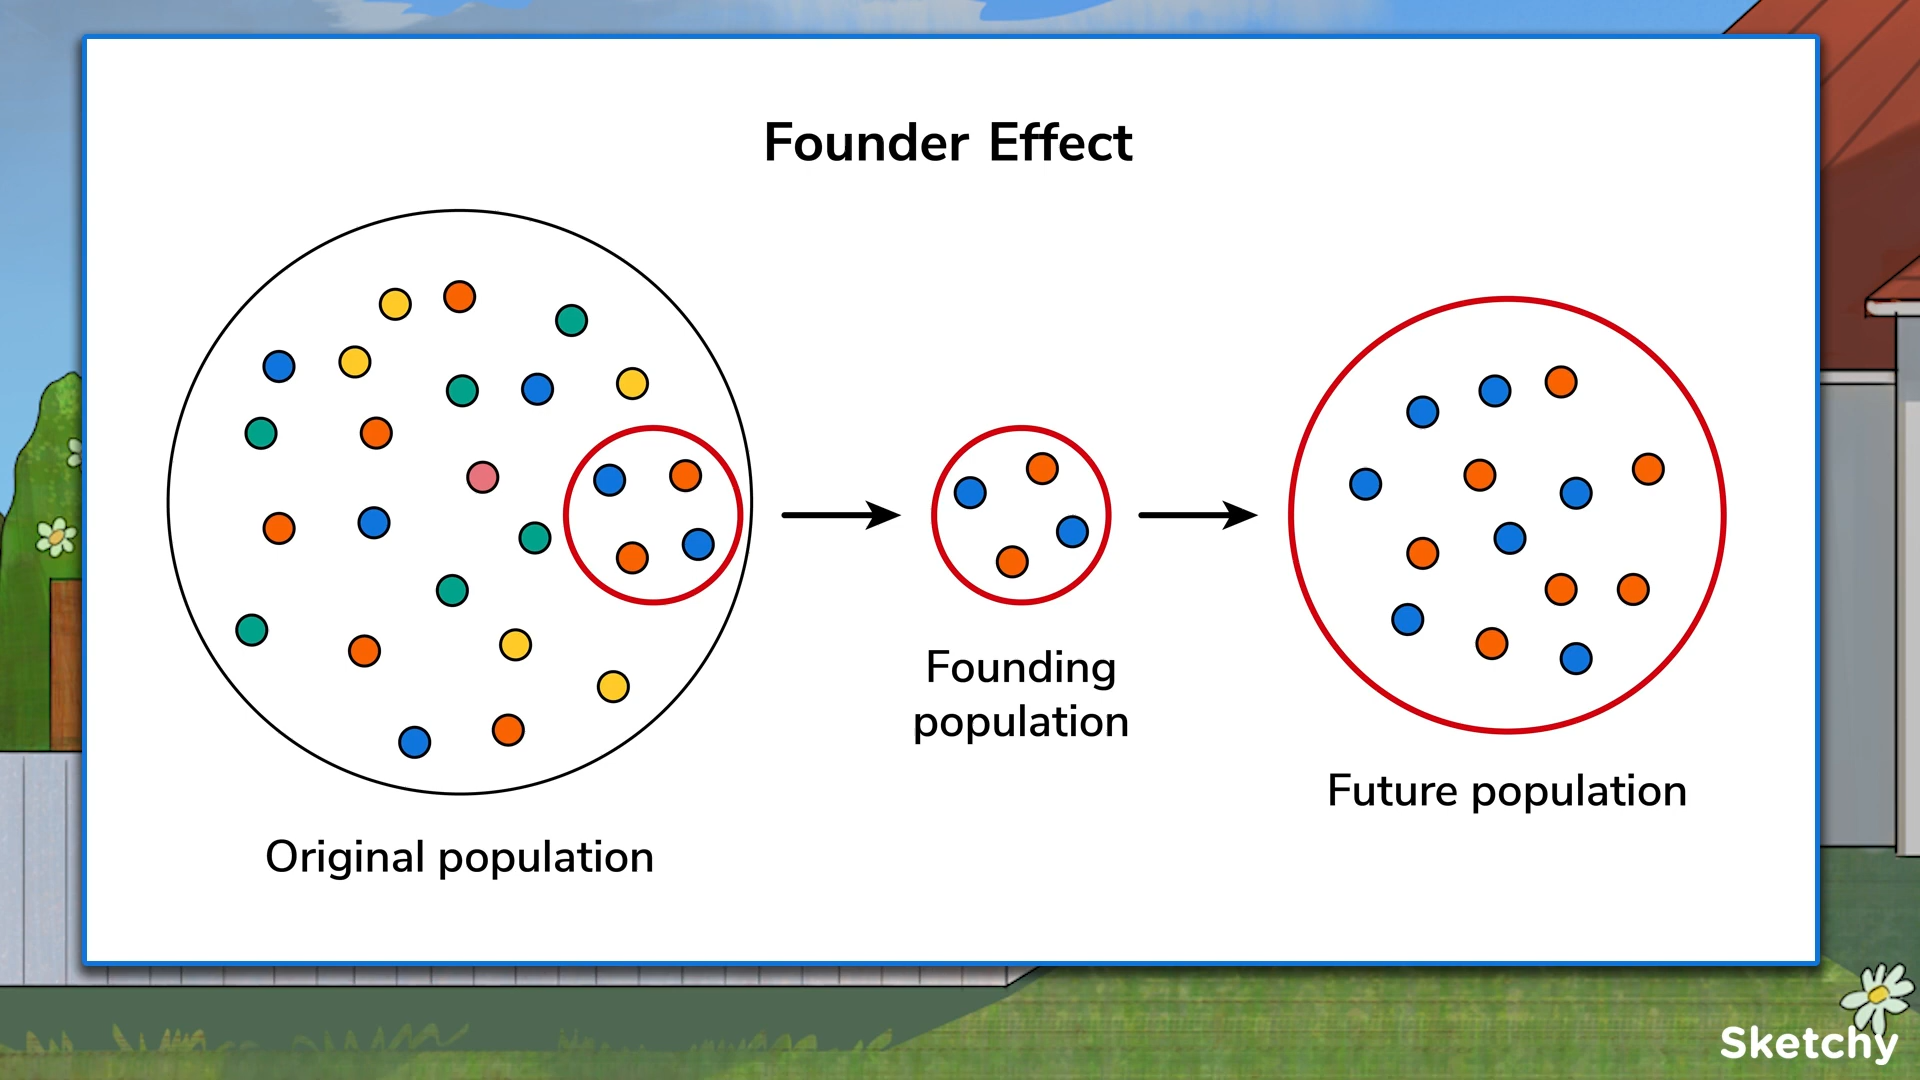 Founder Effect
Original population
Founding
population
Future population
Sketchy